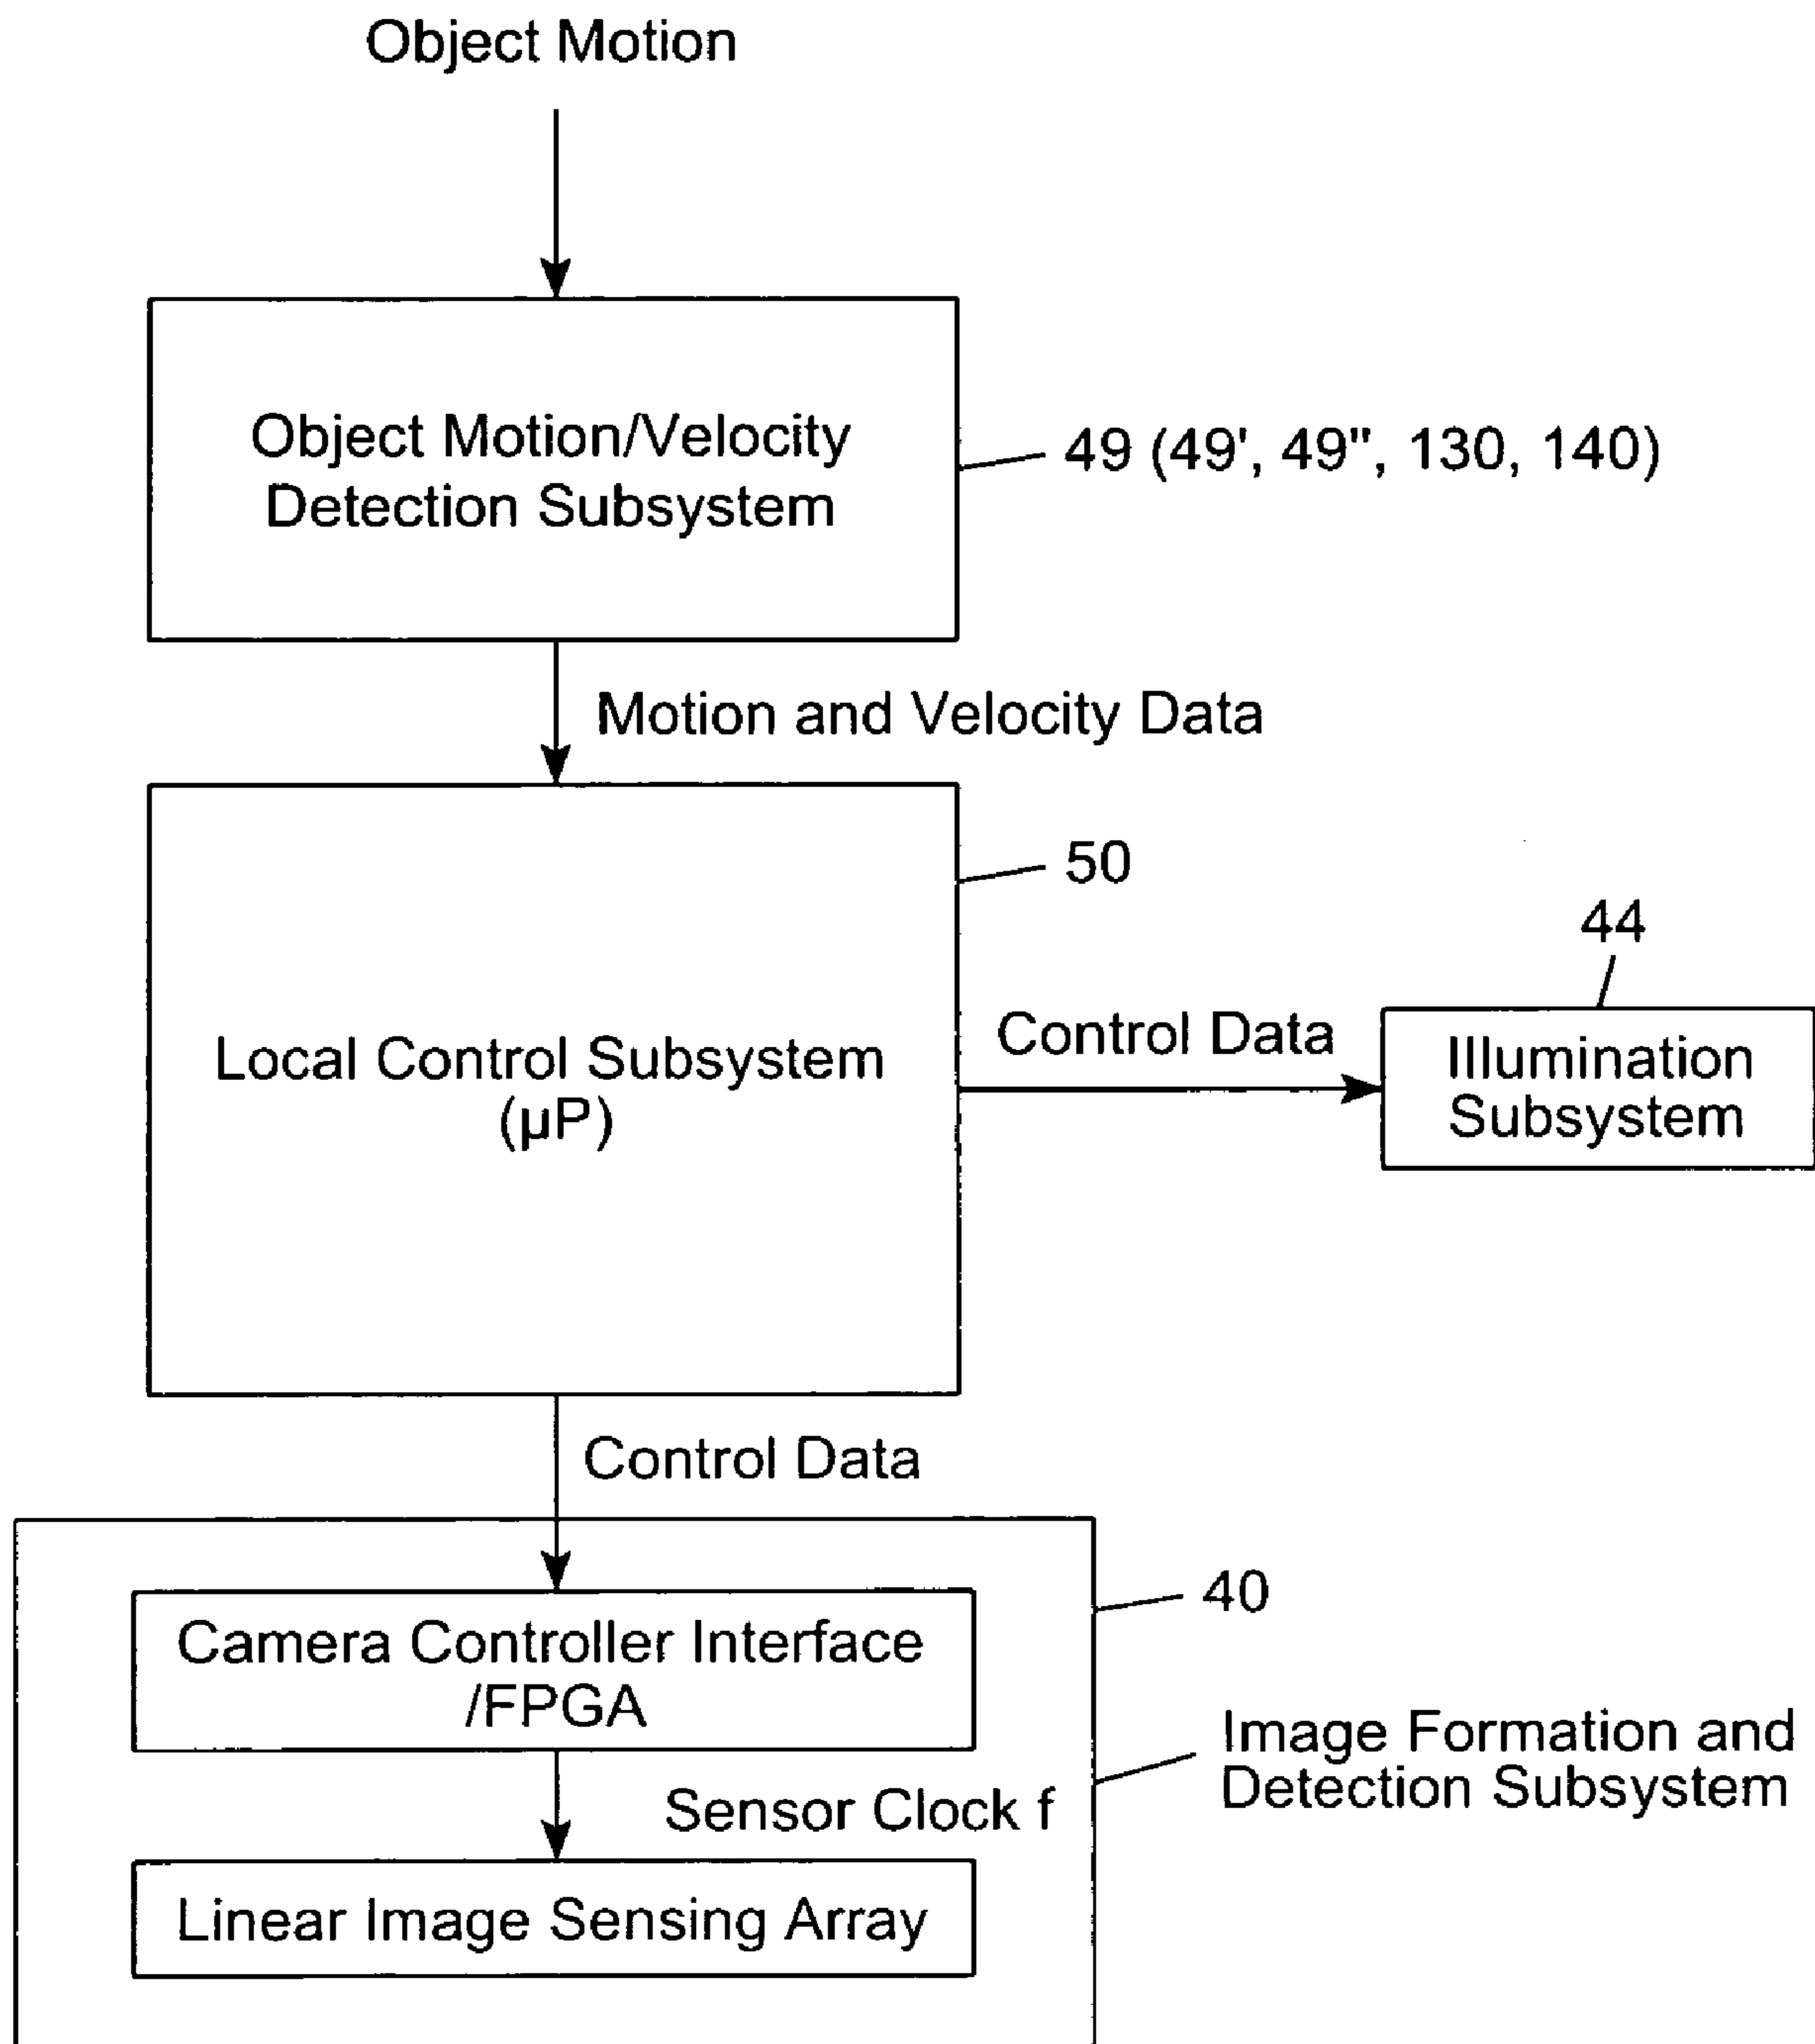 Object Motion
Object Motion/Velocity
Detection Subsystem
49 (49', 49", 130, 140)
Motion and Velocity Data
50
Local Control Subsystem
(µP)
Control Data
44
Illumination
Subsystem
Control Data
40
Camera Controller Interface
/FPGA
Image Formation and
Detection Subsystem
Sensor Clock f
Linear Image Sensing Array